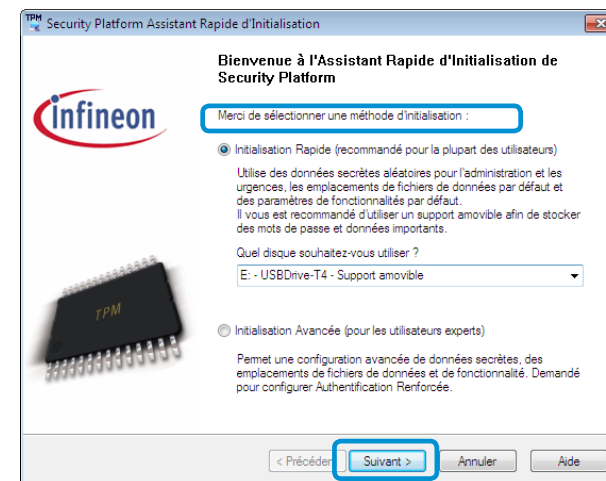 TPM Security Platform Assistant Rapide d'Initialisation
Bienvenue à l'Assistant Rapide d'Initialisation de
Security Platform
infineon
Merci de sélectionner une méthode d'initialisation :
Initialisation Rapide (recommandé pour la plupart des utilisateurs)
Utilise des données secrètes aléatoires pour l'administration et les
urgences, les emplacements de fichiers de données par défaut et
des paramètres de fonctionnalités par défaut.
Il vous est recommandé d'utiliser un support amovible afin de stocker
des mots de passe et données importants.
Quel disque souhaitez-vous utiliser ?
E: - USBDrive-T4 - Support amovible
TPM
Initialisation Avancée (pour les utilisateurs experts)
Permet une configuration avancée de données secrètes, des
emplacements de fichiers de données et de fonctionnalité. Demandé
pour configurer Authentification Renforcée.
< Précéden Suivant > Annuler Aide